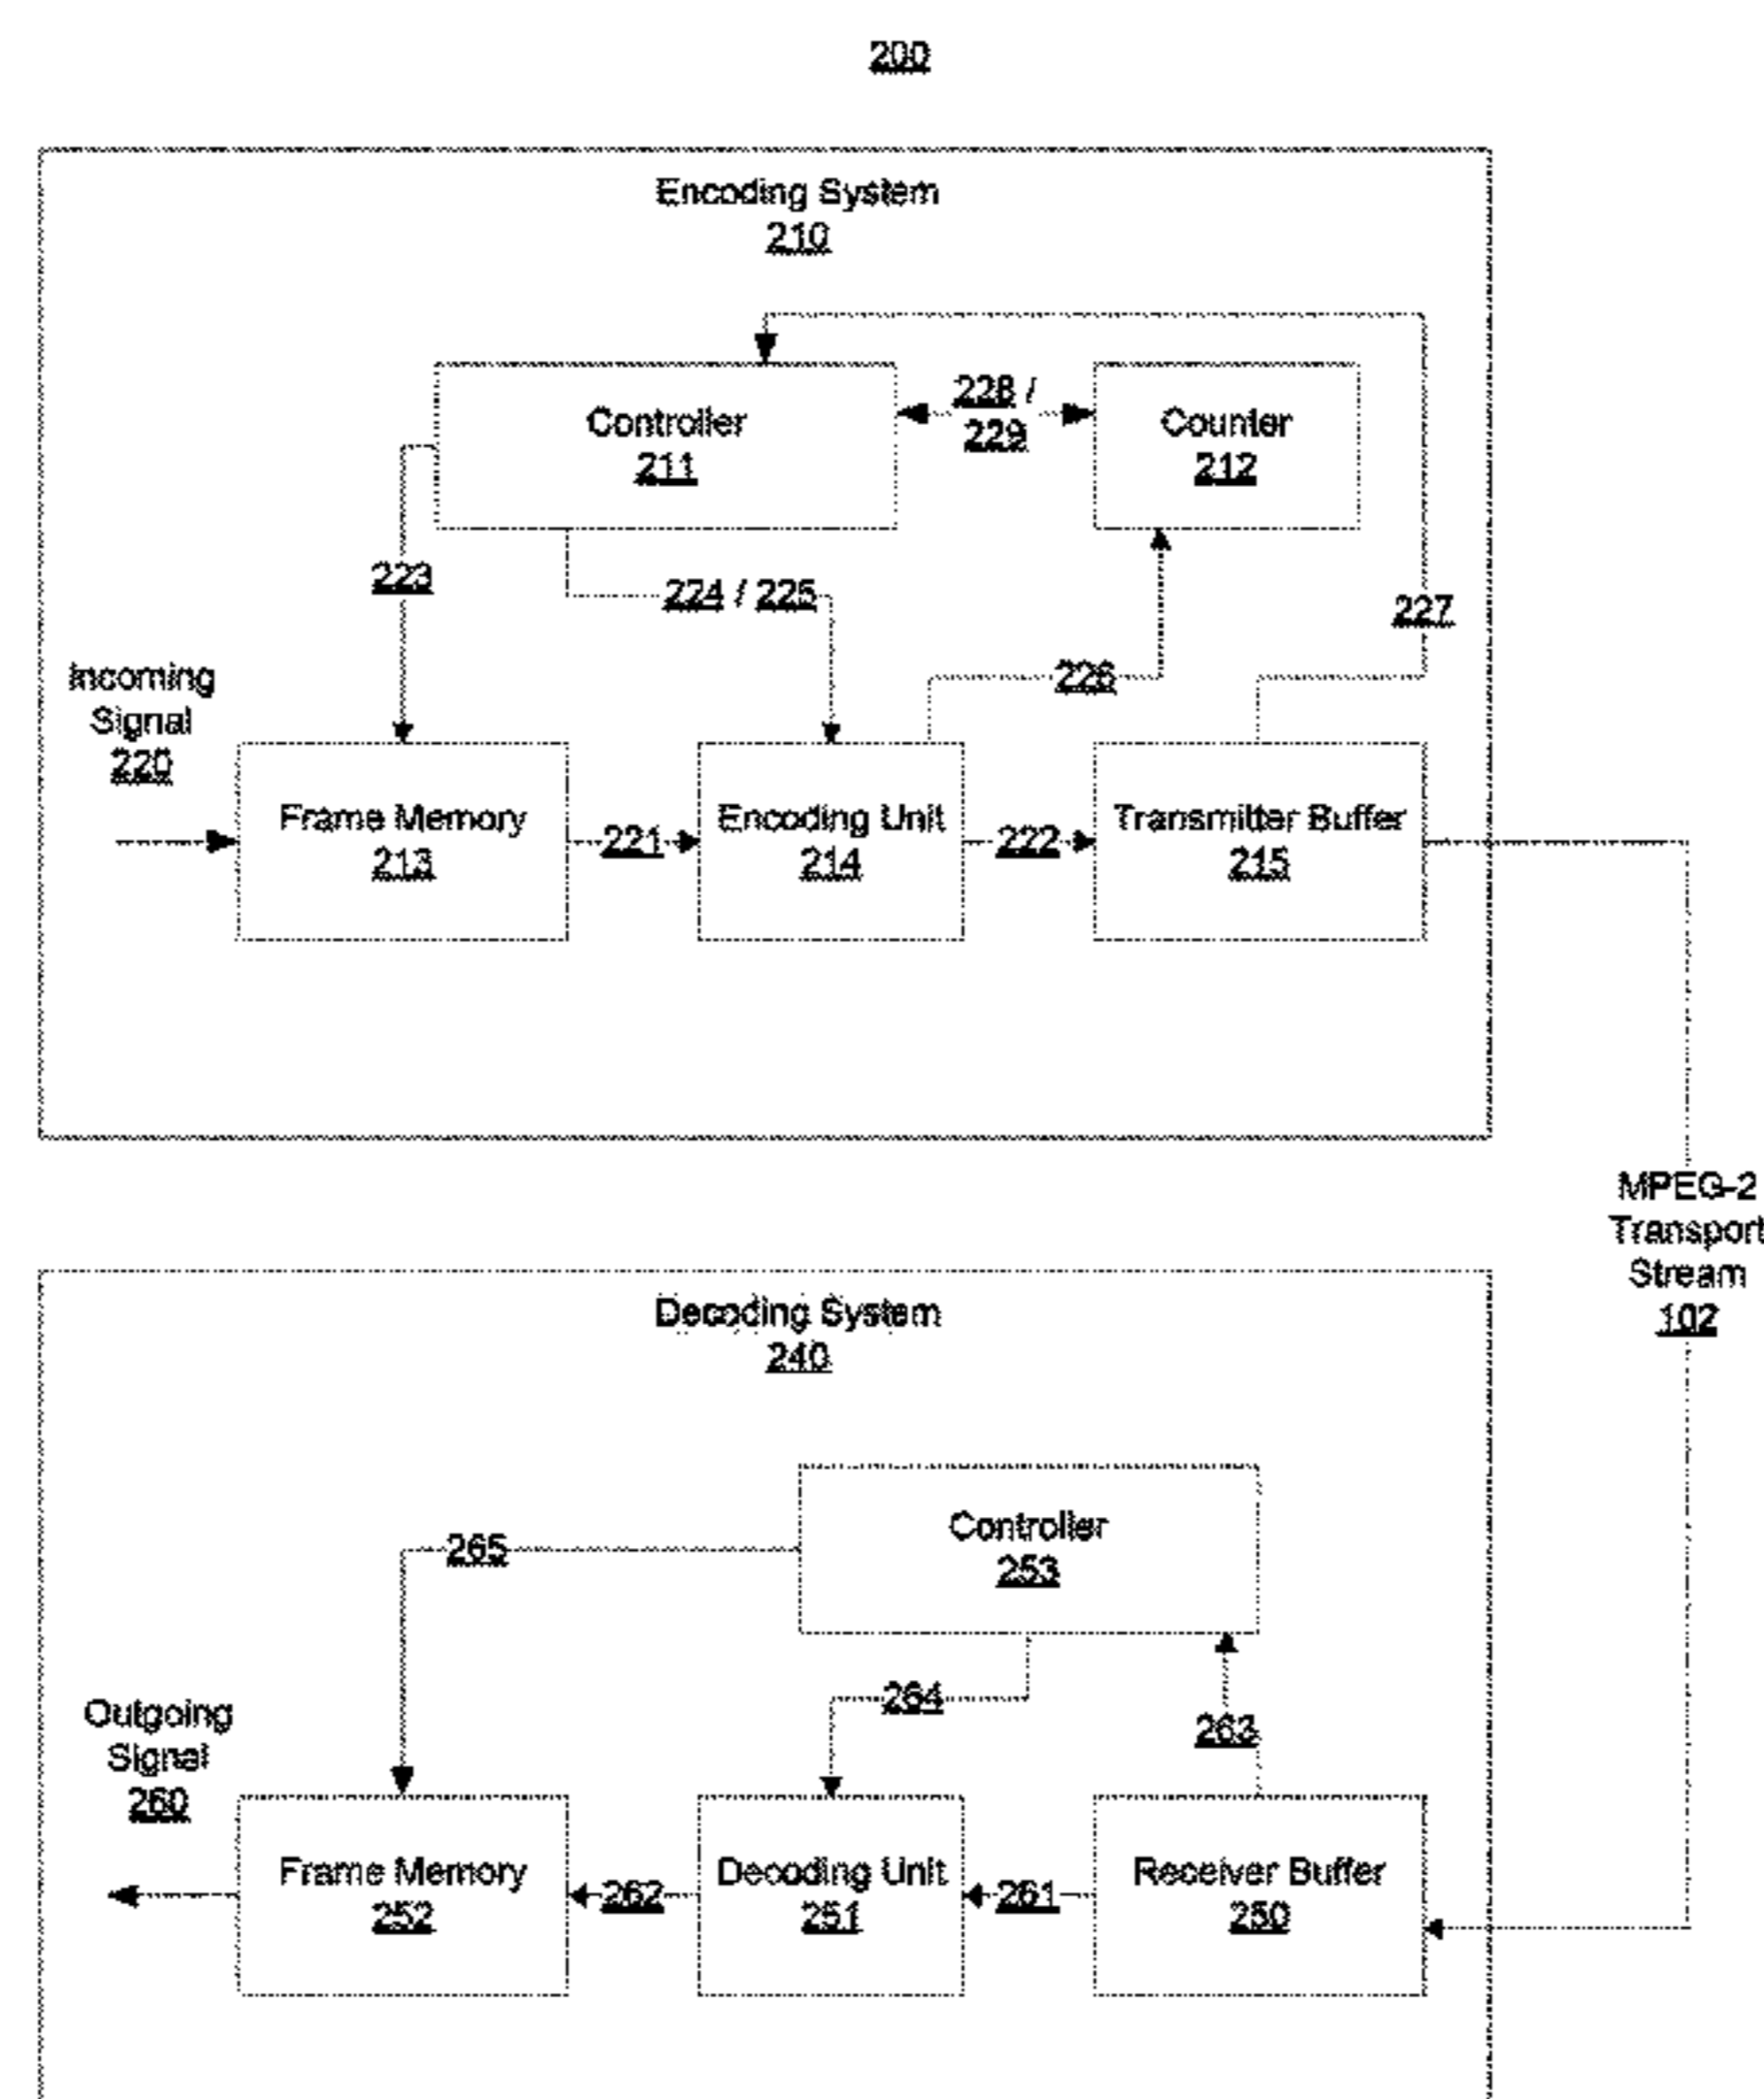 200
Encoding System
210
Controller
211
228 /
229
Counter
212
223
224 / 225
227
226
Incoming
Signal
220
Frame Memory
213
221
Encoding Unit
214
222
Transmitter Buffer
215
MPEG-2
Transport
Stream
102
Decoding System
240
Controller
253
265
264
263
Outgoing
Signal
260
Frame Memory
252
262
Decoding Unit
251
261
Receiver Buffer
250